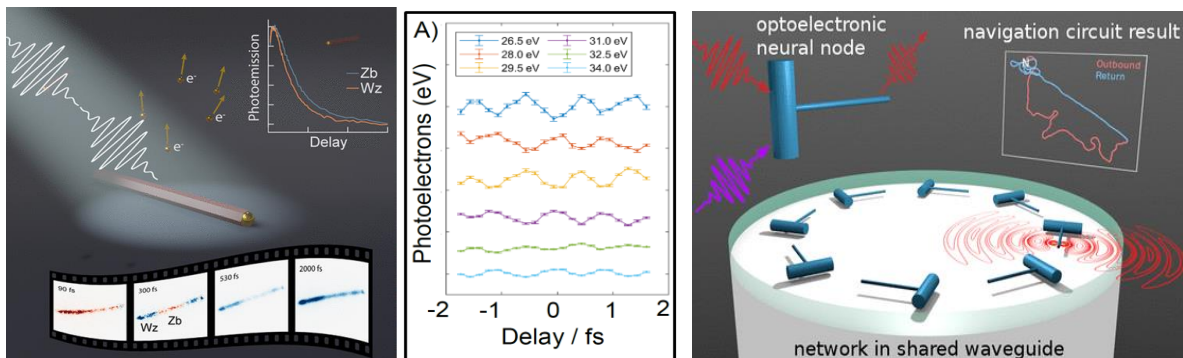 Photoemission
Zb
Wz
Delay
e-
e-
e-
e-
90 fs
300 fs
530 fs
2000 fs
Wz
Zb
A)
26.5 eV
28.0 eV
29.5 eV
31.0 eV
32.5 eV
34.0 eV
Photoelectrons (eV)
-2
-1
0
1
2
Delay / fs
optoelectronic
neural node
navigation circuit result
N
Outbound
Return
network in shared waveguide